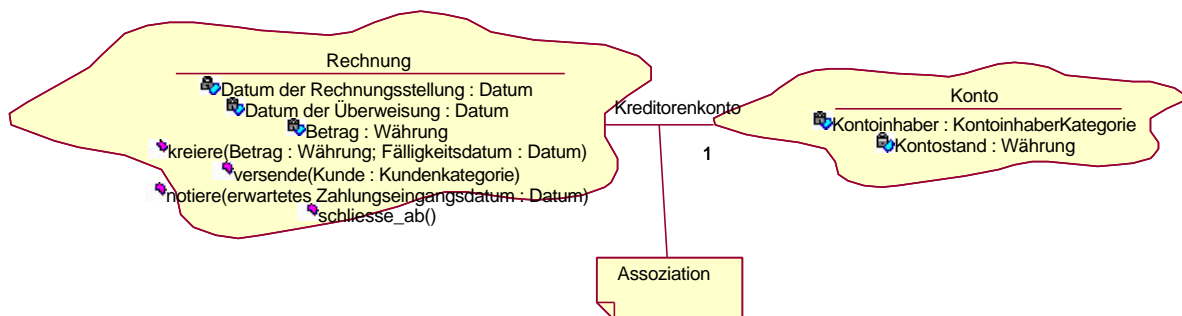 Rechnung
Datum der Rechnungsstellung : Datum
Datum der Überweisung : Datum
Betrag : Währung
kreiere(Betrag : Währung; Fälligkeitsdatum : Datum)
versende(Kunde : Kundenkategorie)
notiere(erwartetes Zahlungseingangsdatum : Datum)
schliesse_ab()
Kreditorenkonto
1
Konto
Kontoinhaber : KontoinhaberKategorie
Kontostand : Währung
Assoziation